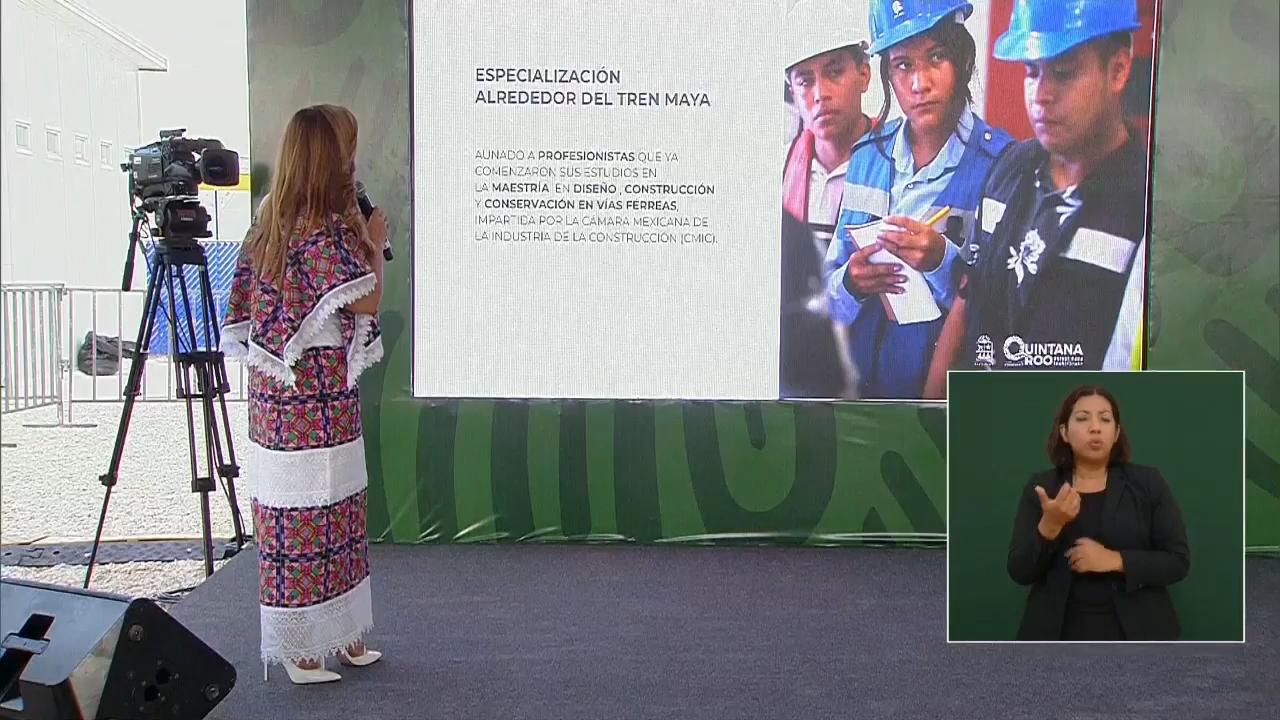 ESPECIALIZACIÓN
ALREDEDOR DEL TREN MAYA
AUNADO A PROFESIONISTAS QUE YA
COMENZARON SUS ESTUDIOS EN
LA MAESTRÍA EN DISEÑO , CONSTRUCCIÓN
Y CONSERVACIÓN EN VÍAS FÉRREAS,
IMPARTIDA POR LA CÁMARA MEXICANA DE
LA INDUSTRIA DE LA CONSTRUCCIÓN (CMIC).
QUINTANA
ROO